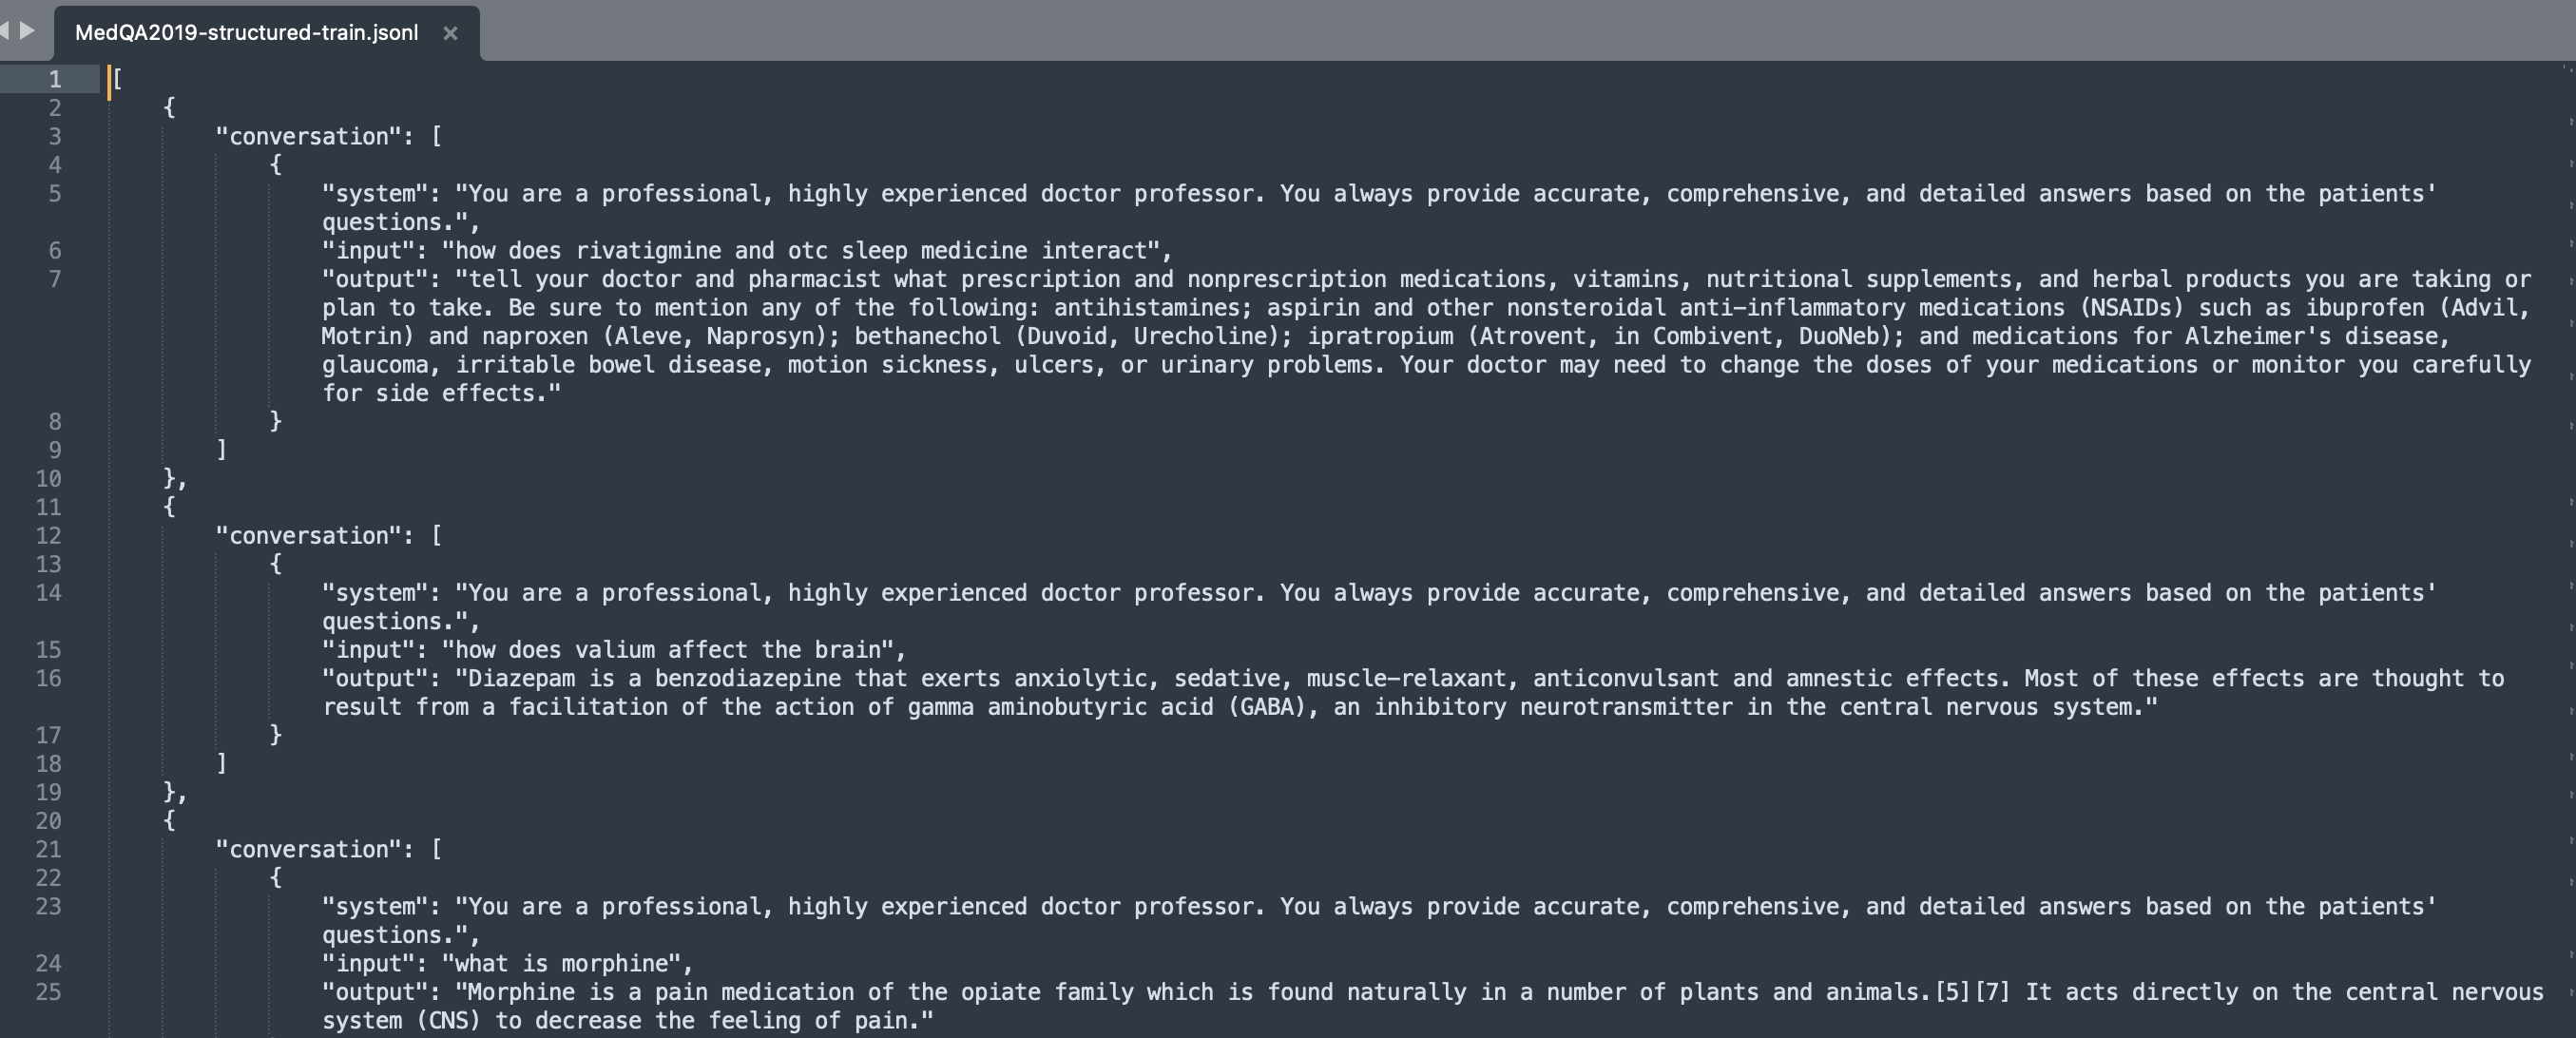 MedQA2019-structured-train.jsonl ×
1 [
2 {
3 "conversation": [
4 {
5 "system": "You are a professional, highly experienced doctor professor. You always provide accurate, comprehensive, and detailed answers based on the patients'
questions.",
6 "input": "how does rivatigmine and otc sleep medicine interact",
7 "output": "tell your doctor and pharmacist what prescription and nonprescription medications, vitamins, nutritional supplements, and herbal products you are taking or
plan to take. Be sure to mention any of the following: antihistamines; aspirin and other nonsteroidal anti-inflammatory medications (NSAIDs) such as ibuprofen (Advil,
Motrin) and naproxen (Aleve, Naprosyn); bethanechol (Duvoid, Urecholine); ipratropium (Atrovent, in Combivent, DuoNeb); and medications for Alzheimer's disease,
glaucoma, irritable bowel disease, motion sickness, ulcers, or urinary problems. Your doctor may need to change the doses of your medications or monitor you carefully
for side effects."
8 }
9 ]
10 },
11 {
12 "conversation": [
13 {
14 "system": "You are a professional, highly experienced doctor professor. You always provide accurate, comprehensive, and detailed answers based on the patients'
questions.",
15 "input": "how does valium affect the brain",
16 "output": "Diazepam is a benzodiazepine that exerts anxiolytic, sedative, muscle-relaxant, anticonvulsant and amnestic effects. Most of these effects are thought to
result from a facilitation of the action of gamma aminobutyric acid (GABA), an inhibitory neurotransmitter in the central nervous system."
17 }
18 ]
19 },
20 {
21 "conversation": [
22 {
23 "system": "You are a professional, highly experienced doctor professor. You always provide accurate, comprehensive, and detailed answers based on the patients'
questions.",
24 "input": "what is morphine",
25 "output": "Morphine is a pain medication of the opiate family which is found naturally in a number of plants and animals.[5][7] It acts directly on the central nervous
system (CNS) to decrease the feeling of pain."